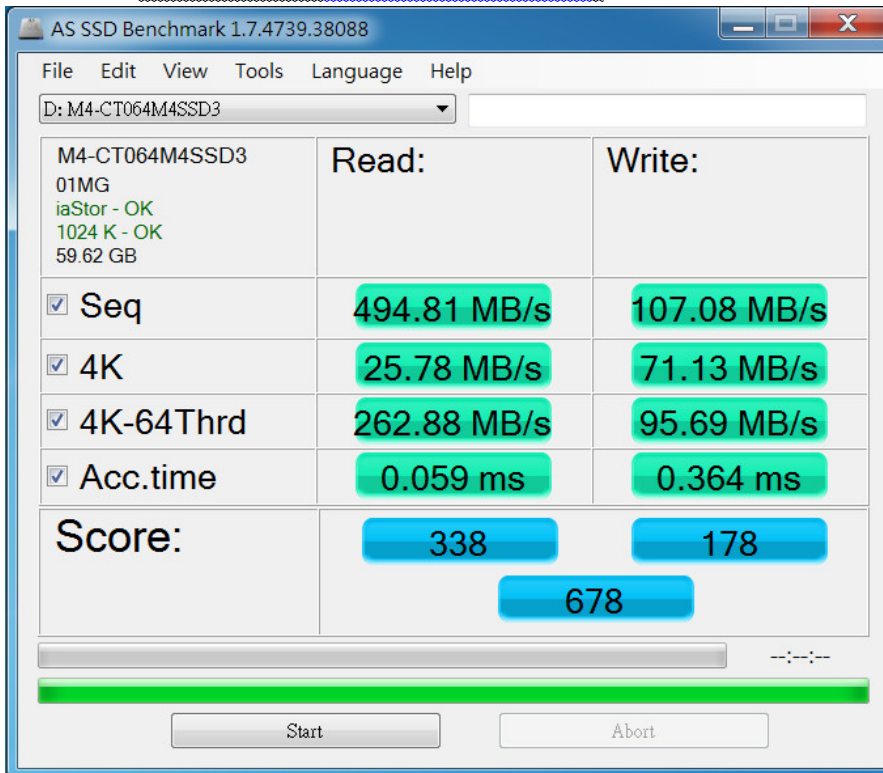 AS SSD Benchmark 1.7.4739.38088
File Edit View Tools Language Help
D: M4-CT064M4SSD3
M4-CT064M4SSD3
01MG
iaStor - OK
1024 K - OK
59.62 GB
Read:
Write:
Seq 494.81 MB/s 107.08 MB/s
4K 25.78 MB/s 71.13 MB/s
4K-64Thrd 262.88 MB/s 95.69 MB/s
Acc.time 0.059 ms 0.364 ms
Score: 338 178
678
--:--:--
Start Abort